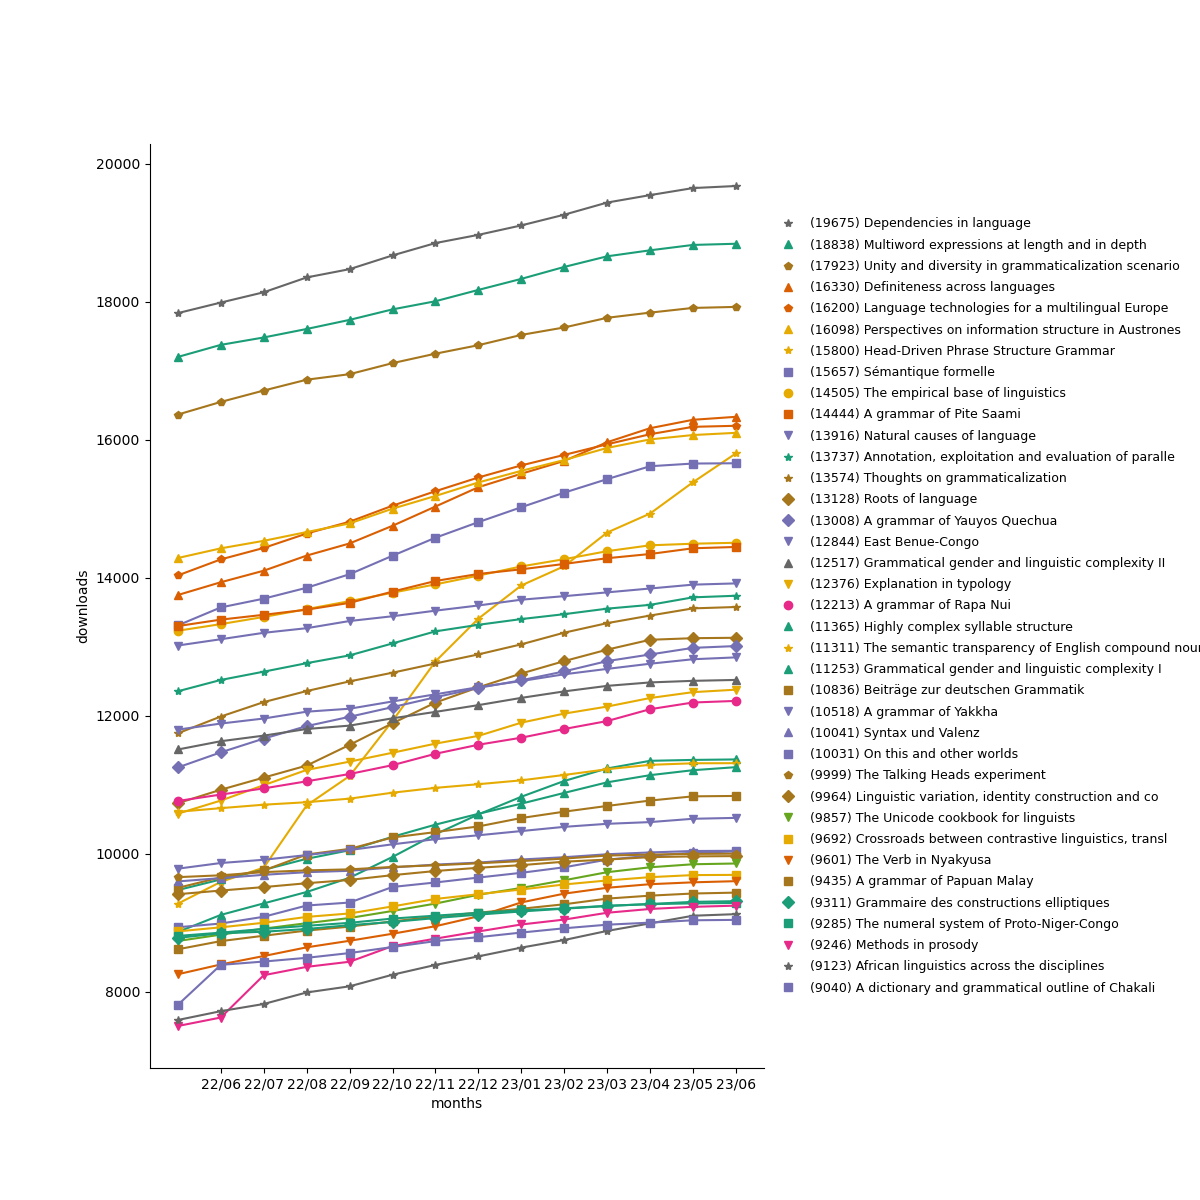 20000
18000
16000
14000
12000
10000
8000
downloads
22/06 22/07 22/08 22/09 22/10 22/11 22/12 23/01 23/02 23/03 23/04 23/05 23/06
months
(19675) Dependencies in language
(18838) Multiword expressions at length and in depth
(17923) Unity and diversity in grammaticalization scenario
(16330) Definiteness across languages
(16200) Language technologies for a multilingual Europe
(16098) Perspectives on information structure in Austrones
(15800) Head-Driven Phrase Structure Grammar
(15657) Sémantique formelle
(14505) The empirical base of linguistics
(14444) A grammar of Pite Saami
(13916) Natural causes of language
(13737) Annotation, exploitation and evaluation of paralle
(13574) Thoughts on grammaticalization
(13128) Roots of language
(13008) A grammar of Yauyos Quechua
(12844) East Benue-Congo
(12517) Grammatical gender and linguistic complexity II
(12376) Explanation in typology
(12213) A grammar of Rapa Nui
(11365) Highly complex syllable structure
(11311) The semantic transparency of English compound nou
(11253) Grammatical gender and linguistic complexity I
(10836) Beiträge zur deutschen Grammatik
(10518) A grammar of Yakkha
(10041) Syntax und Valenz
(10031) On this and other worlds
(9999) The Talking Heads experiment
(9964) Linguistic variation, identity construction and co
(9857) The Unicode cookbook for linguists
(9692) Crossroads between contrastive linguistics, transl
(9601) The Verb in Nyakyusa
(9435) A grammar of Papuan Malay
(9311) Grammaire des constructions elliptiques
(9285) The numeral system of Proto-Niger-Congo
(9246) Methods in prosody
(9123) African linguistics across the disciplines
(9040) A dictionary and grammatical outline of Chakali